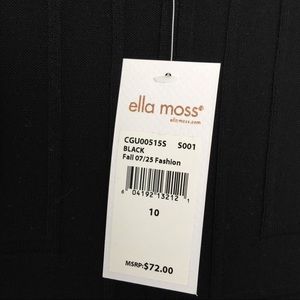 ella moss®
ellamoss.com
CGU00515S S001
BLACK
Fall 07/25 Fashion
6 04192 13212 1
10
MSRP:$72.00